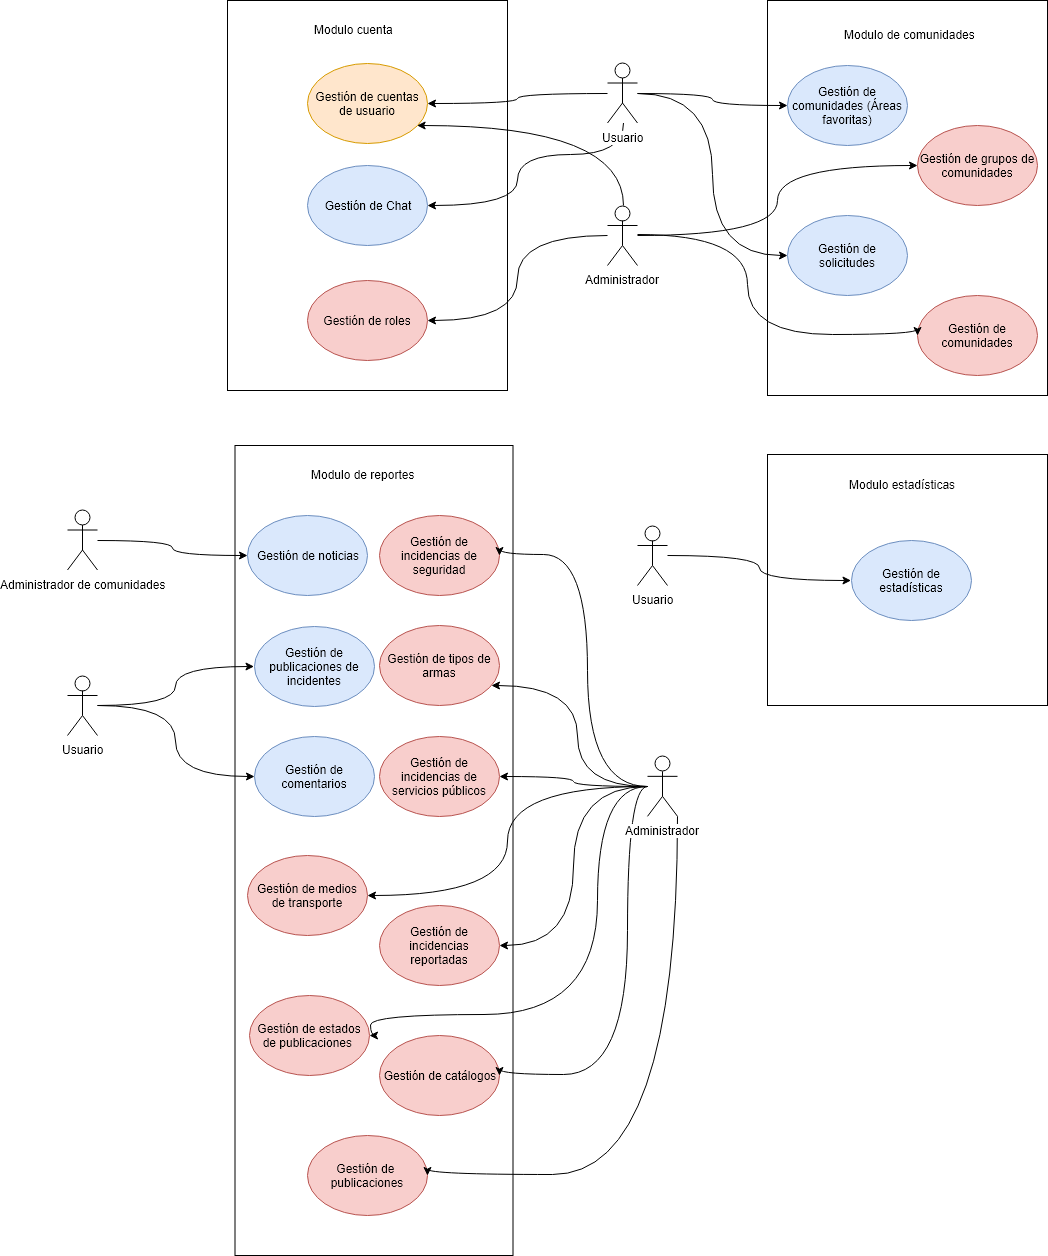 Modulo cuenta
Gestión de cuentas
de usuario
Gestión de Chat
Gestión de roles
Usuario
Administrador
Modulo de comunidades
Gestión de
comunidades (Áreas
favoritas)
Gestión de grupos de
comunidades
Gestión de
solicitudes
Gestión de
comunidades
Modulo de reportes
Administrador de comunidades
Gestión de noticias
Gestión de
incidencias de
seguridad
Usuario
Gestión de
publicaciones de
incidentes
Gestión de tipos de
armas
Gestión de
comentarios
Gestión de
incidencias de
servicios públicos
Gestión de medios
de transporte
Gestión de
incidencias
reportadas
Gestión de estados
de publicaciones
Gestión de catálogos
Gestión de
publicaciones
Administrador
Modulo estadísticas
Usuario
Gestión de
estadísticas